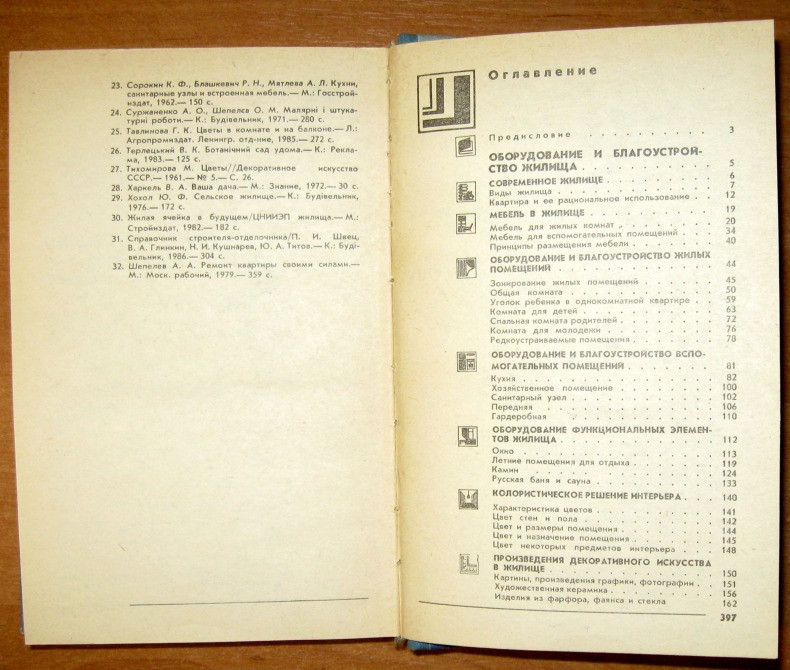 23. Сорокин К. Ф., Блашкевич Р. Н., Мятлева А. Л. Кухни,
санитарные узлы и встроенная мебель.— М.: Госстрой-
издат, 1962.— 150 с.
24. Суржаненко А. О., Шепелєв О. М. Малярні і штука-
турні роботи.— К.: Будівельник, 1971.— 280 с.
25. Тавлинова Г. К. Цветы в комнате и на балконе.— Л.:
Агропромиздат. Ленингр. отд-ние, 1985.— 272 с.
26. Терлецький В. К. Ботанічний сад удома.— К.: Рекла-
ма, 1983.— 125 с.
27. Тихомирова М. Цветы//Декоративное искусство
СССР.— 1961.— № 5.— С. 26.
28. Харкель В. А. Ваша дача.— М.: Знание, 1972.— 30 с.
29. Хохол Ю. Ф. Сельское жилище.— К.: Будівельник,
1976.— 172 с.
30. Жилая ячейка в будущем/ЦНИИЭП жилища.— М.:
Стройиздат, 1982.— 182 с.
31. Справочник строителя-отделочника/П. И. Швец,
В. А. Глинкин, Н. И. Кушнарев, Ю. А. Титов.— К.: Буді-
вельник, 1986.— 304 с.
32. Шепелев А. А. Ремонт квартиры своими силами.—
М.: Моск. рабочий, 1979.— 359 с.
Оглавление
Предисловие . . . . . . . . . 3
ОБОРУДОВАНИЕ И БЛАГОУСТРОЙ-
СТВО ЖИЛИЩА . . . . . . . . . 5
СОВРЕМЕННОЕ ЖИЛИЩЕ . . . . . . . . 6
Виды жилища . . . . . . . . . 7
Квартира и ее рациональное использование . . 12
МЕБЕЛЬ В ЖИЛИЩЕ . . . . . . . . 19
Мебель для жилых комнат . . . . . . 20
Мебель для вспомогательных помещений . . . 34
Принципы размещения мебели . . . . . . 40
ОБОРУДОВАНИЕ И БЛАГОУСТРОЙСТВО ЖИЛЫХ
ПОМЕЩЕНИЙ . . . . . . . . . 44
Зонирование жилых помещений . . . . . 45
Общая комната . . . . . . . . . 50
Уголок ребенка в однокомнатной квартире . . 59
Комната для детей . . . . . . . . 63
Спальная комната родителей . . . . . . 72
Комната для молодежи . . . . . . . 76
Редкоустраиваемые помещения . . . . . 78
ОБОРУДОВАНИЕ И БЛАГОУСТРОЙСТВО ВСПО-
МОГАТЕЛЬНЫХ ПОМЕЩЕНИЙ . . . . . . 81
Кухня . . . . . . . . . . 82
Хозяйственное помещение . . . . . . 100
Санитарный узел . . . . . . . . 102
Передняя . . . . . . . . . 106
Гардеробная . . . . . . . . . 110
ОБОРУДОВАНИЕ ФУНКЦИОНАЛЬНЫХ ЭЛЕМЕН-
ТОВ ЖИЛИЩА . . . . . . . . . 112
Окно . . . . . . . . . . 113
Летние помещения для отдыха . . . . . 119
Камин . . . . . . . . . . 124
Русская баня и сауна . . . . . . . 133
КОЛОРИСТИЧЕСКОЕ РЕШЕНИЕ ИНТЕРЬЕРА . . . 140
Характеристика цветов . . . . . . . 141
Цвет стен и пола . . . . . . . . 142
Цвет и размеры помещения . . . . . . 144
Цвет и назначение помещения . . . . . 145
Цвет некоторых предметов интерьера . . . 148
ПРОИЗВЕДЕНИЯ ДЕКОРАТИВНОГО ИСКУССТВА
В ЖИЛИЩЕ . . . . . . . . . 150
Картины, произведения графики, фотографии . . 151
Художественная керамика . . . . . . 156
Изделия из фарфора, фаянса и стекла 162
397